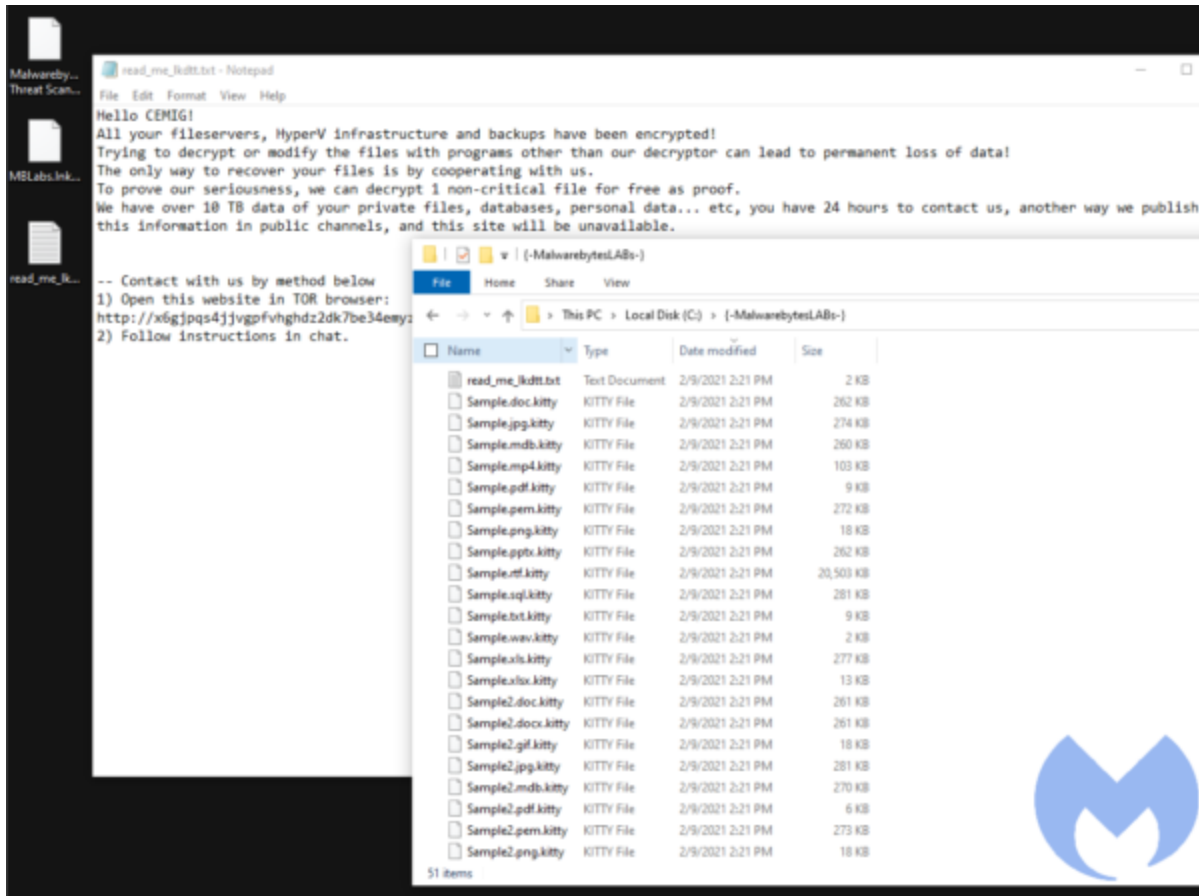 Malwareby...
Threat Scan...
MBLabs.lnk...
read_me_lk...
read_me_lkdtt.txt - Notepad
File Edit Format View Help
Hello CEMIG!
All your fileservers, HyperV infrastructure and backups have been encrypted!
Trying to decrypt or modify the files with programs other than our decryptor can lead to permanent loss of data!
The only way to recover your files is by cooperating with us.
To prove our seriousness, we can decrypt 1 non-critical file for free as proof.
We have over 10 TB data of your private files, databases, personal data... etc, you have 24 hours to contact us, another way we publish
this information in public channels, and this site will be unavailable.
-- Contact with us by method below
1) Open this website in TOR browser:
http://x6gjpqs4jjvgpfvhghdz2dk7be34emyz
2) Follow instructions in chat.
{-MalwarebytesLABs-}
File Home Share View
This PC > Local Disk (C:) > {-MalwarebytesLABs-}
Name Type Date modified Size
read_me_lkdtt.txt Text Document 2/9/2021 2:21 PM 2 KB
Sample.doc.kitty KITTY File 2/9/2021 2:21 PM 262 KB
Sample.jpg.kitty KITTY File 2/9/2021 2:21 PM 274 KB
Sample.mdb.kitty KITTY File 2/9/2021 2:21 PM 260 KB
Sample.mp4.kitty KITTY File 2/9/2021 2:21 PM 103 KB
Sample.pdf.kitty KITTY File 2/9/2021 2:21 PM 9 KB
Sample.pem.kitty KITTY File 2/9/2021 2:21 PM 272 KB
Sample.png.kitty KITTY File 2/9/2021 2:21 PM 18 KB
Sample.pptx.kitty KITTY File 2/9/2021 2:21 PM 262 KB
Sample.rtf.kitty KITTY File 2/9/2021 2:21 PM 20,503 KB
Sample.sql.kitty KITTY File 2/9/2021 2:21 PM 281 KB
Sample.txt.kitty KITTY File 2/9/2021 2:21 PM 9 KB
Sample.wav.kitty KITTY File 2/9/2021 2:21 PM 2 KB
Sample.xls.kitty KITTY File 2/9/2021 2:21 PM 277 KB
Sample.xlsx.kitty KITTY File 2/9/2021 2:21 PM 13 KB
Sample2.doc.kitty KITTY File 2/9/2021 2:21 PM 261 KB
Sample2.docx.kitty KITTY File 2/9/2021 2:21 PM 261 KB
Sample2.gif.kitty KITTY File 2/9/2021 2:21 PM 18 KB
Sample2.jpg.kitty KITTY File 2/9/2021 2:21 PM 281 KB
Sample2.mdb.kitty KITTY File 2/9/2021 2:21 PM 270 KB
Sample2.pdf.kitty KITTY File 2/9/2021 2:21 PM 6 KB
Sample2.pem.kitty KITTY File 2/9/2021 2:21 PM 273 KB
Sample2.png.kitty KITTY File 2/9/2021 2:21 PM 18 KB
51 items